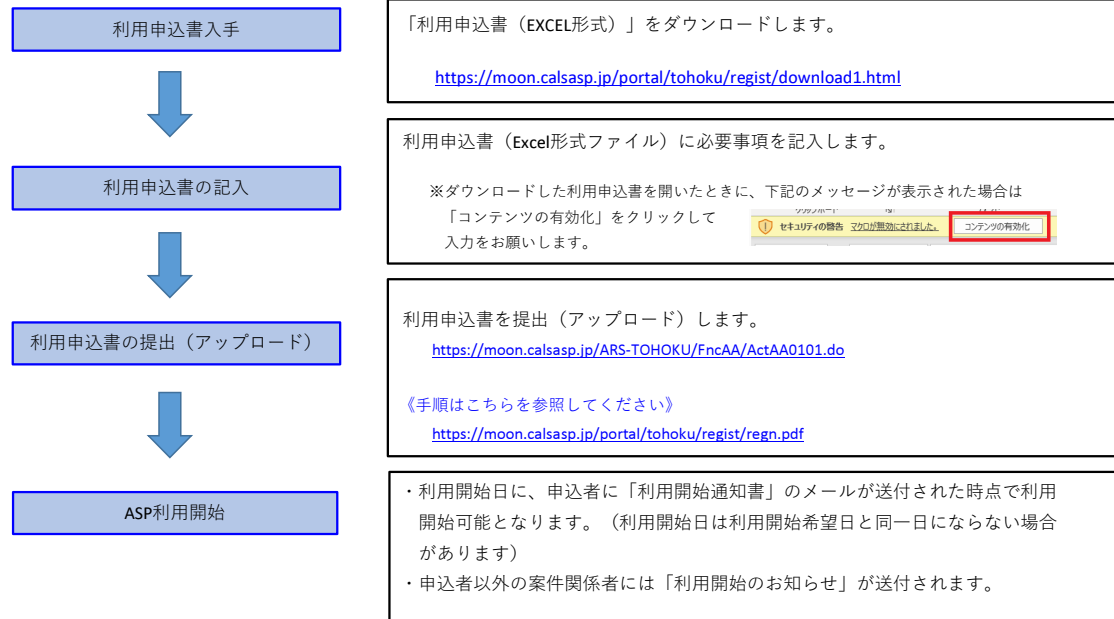 利用申込書入手
「利用申込書（EXCEL形式）」をダウンロードします。
https://moon.calsasp.jp/portal/tohoku/regist/download1.html
利用申込書の記入
利用申込書（Excel形式ファイル）に必要事項を記入します。
※ダウンロードした利用申込書を開いたときに、下記のメッセージが表示された場合は
「コンテンツの有効化」をクリックして
入力をお願いします。
セキュリティの警告 マクロが無効にされました。 コンテンツの有効化
利用申込書の提出（アップロード）
利用申込書を提出（アップロード）します。
https://moon.calsasp.jp/ARS-TOHOKU/FncAA/ActAA0101.do
《手順はこちらを参照してください》
https://moon.calsasp.jp/portal/tohoku/regist/regn.pdf
ASP利用開始
・利用開始日に、申込者に「利用開始通知書」のメールが送付された時点で利用
開始可能となります。（利用開始日は利用開始希望日と同一日にならない場合
があります）
・申込者以外の案件関係者には「利用開始のお知らせ」が送付されます。